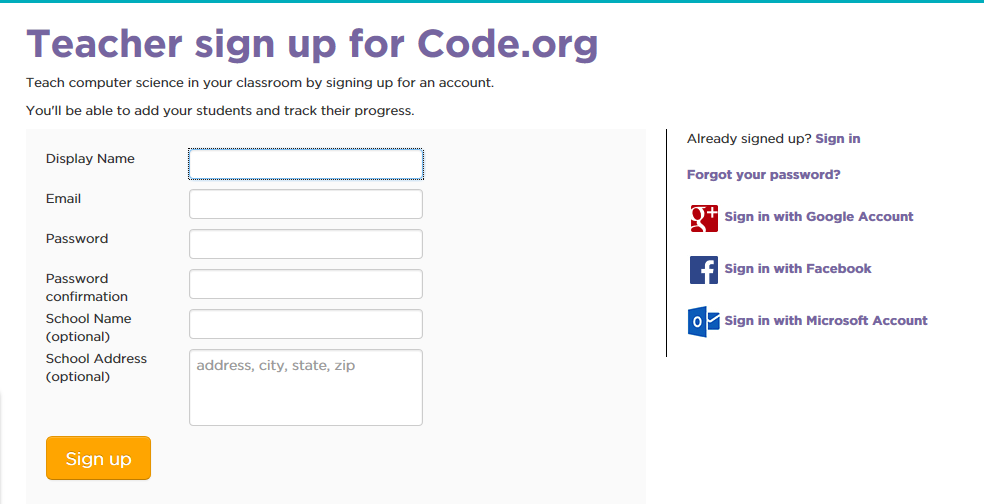 Teacher sign up for Code.org
Teach computer science in your classroom by signing up for an account.
You'll be able to add your students and track their progress.
Display Name
Email
Password
Password
confirmation
School Name
(optional)
School Address
(optional)
address, city, state, zip
Sign up
Already signed up? Sign in
Forgot your password?
g+ Sign in with Google Account
f Sign in with Facebook
o Sign in with Microsoft Account